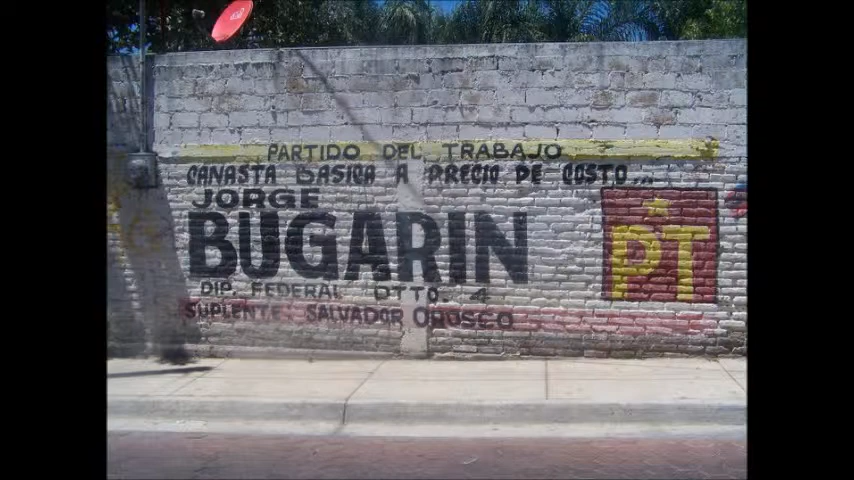 PARTIDO DEL TRABAJO
CANASTA BASICA A PRECIO DE COSTO...
JORGE
BUGARIN
DIP. FEDERAL DTTO. 4
SUPLENTE: SALVADOR OROSCO
PT